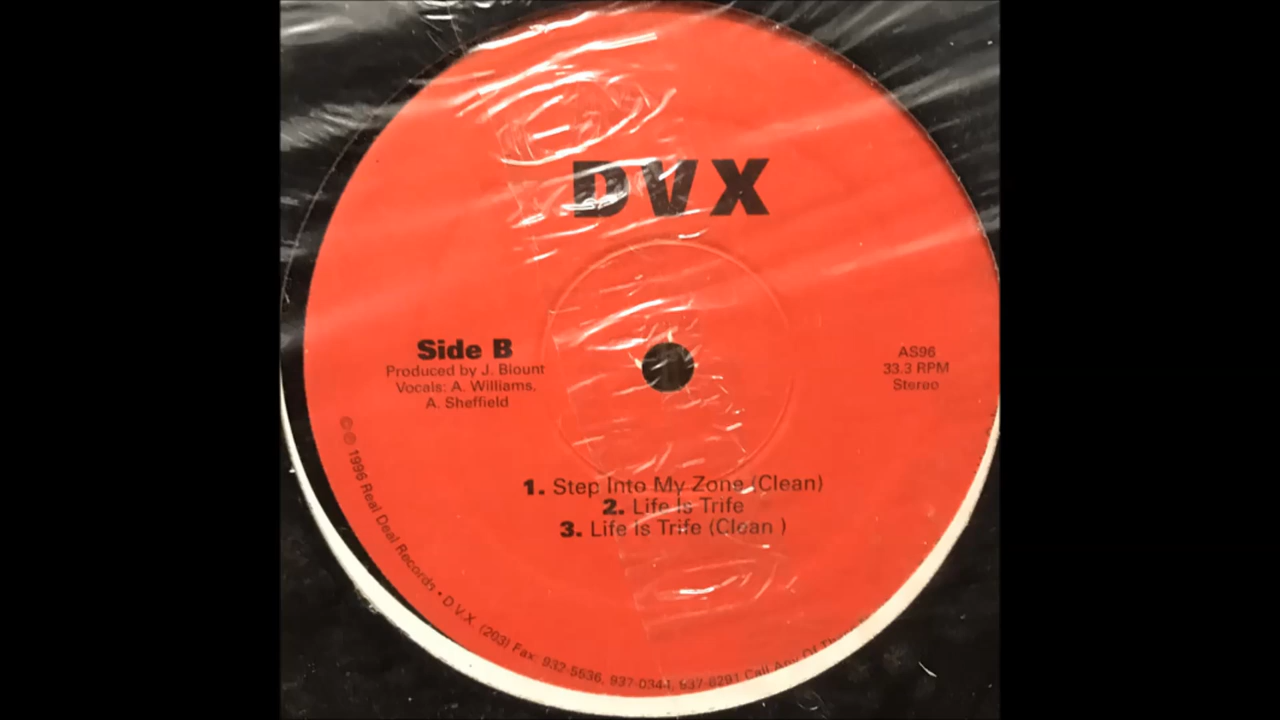 DVX
Side B
Produced by J. Blount
Vocals: A. Williams,
A. Sheffield
AS96
33.3 RPM
Stereo
1. Step Into My Zone (Clean)
2. Life Is Trife
3. Life Is Trife (Clean )
©℗ 1996 Real Deal Records • D.V.X. (203) Fax: 932-5536, 937-0344, 937-8291 Call Any Of